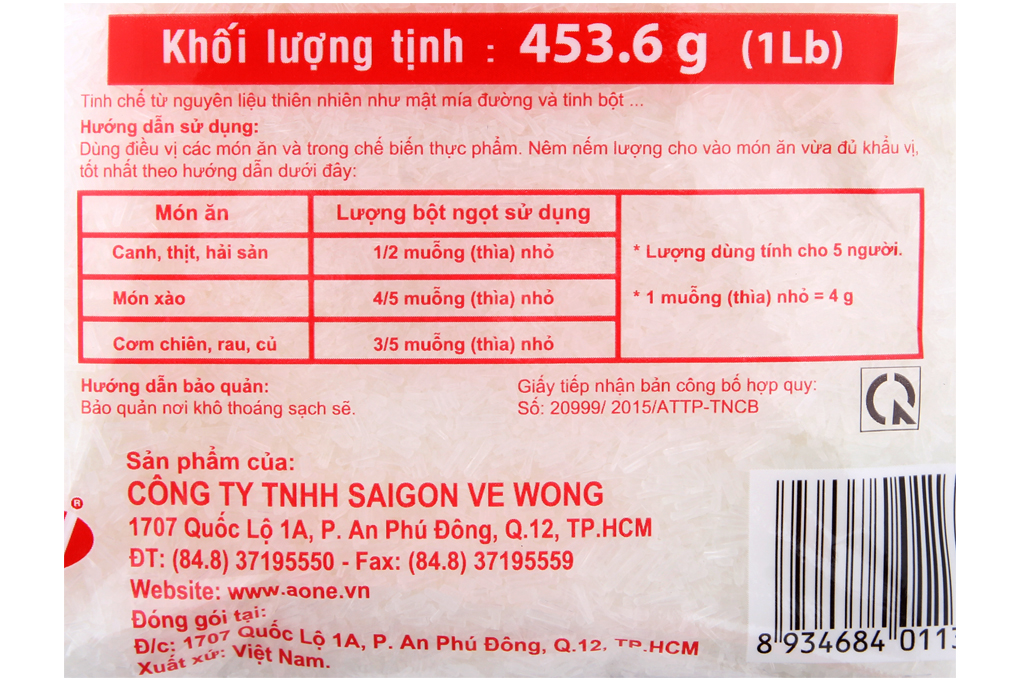 Khối lượng tịnh : 453.6 g (1Lb)
Tinh chế từ nguyên liệu thiên nhiên như mật mía đường và tinh bột ...
Hướng dẫn sử dụng:
Dùng điều vị các món ăn và trong chế biến thực phẩm. Nêm nếm lượng cho vào món ăn vừa đủ khẩu vị,
tốt nhất theo hướng dẫn dưới đây:
Món ăn
Lượng bột ngọt sử dụng
Canh, thịt, hải sản
1/2 muỗng (thìa) nhỏ
Món xào
4/5 muỗng (thìa) nhỏ
Cơm chiên, rau, củ
3/5 muỗng (thìa) nhỏ
* Lượng dùng tính cho 5 người.
* 1 muỗng (thìa) nhỏ = 4 g
Hướng dẫn bảo quản:
Bảo quản nơi khô thoáng sạch sẽ.
Giấy tiếp nhận bản công bố hợp quy:
Số: 20999/ 2015/ATTP-TNCB
Sản phẩm của:
CÔNG TY TNHH SAIGON VE WONG
1707 Quốc Lộ 1A, P. An Phú Đông, Q.12, TP.HCM
ĐT: (84.8) 37195550 - Fax: (84.8) 37195559
Website: www.aone.vn
Đóng gói tại:
Đ/c: 1707 Quốc Lộ 1A, P. An Phú Đông, Q.12, TP.HCM
Xuất xứ: Việt Nam.
®
8 934684 0113